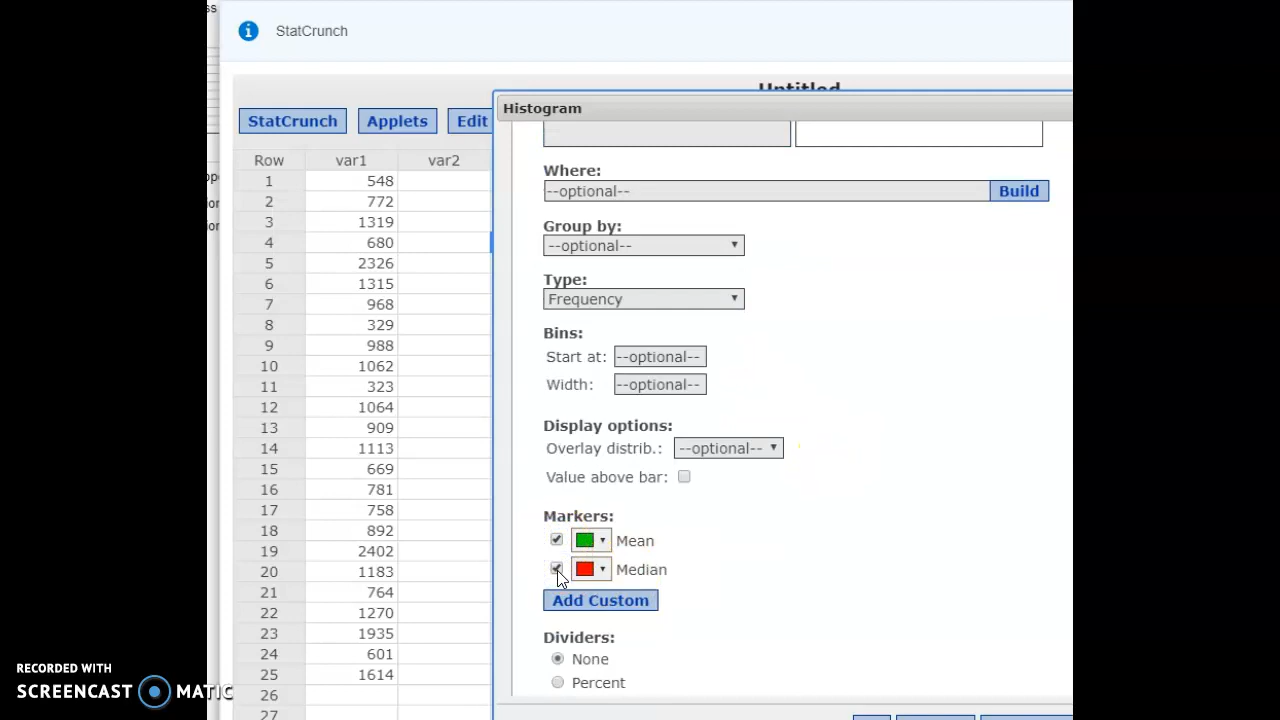 ss
StatCrunch
Untitled
StatCrunch Applets Edit
Histogram
Row var1 var2
1 548
2 772
3 1319
4 680
5 2326
6 1315
7 968
8 329
9 988
10 1062
11 323
12 1064
13 909
14 1113
15 669
16 781
17 758
18 892
19 2402
20 1183
21 764
22 1270
23 1935
24 601
25 1614
26
27
Where:
--optional-- Build
Group by:
--optional--
Type:
Frequency
Bins:
Start at: --optional--
Width: --optional--
Display options:
Overlay distrib.: --optional--
Value above bar:
Markers:
Mean
Median
Add Custom
Dividers:
None
Percent
RECORDED WITH
SCREENCAST MATIC